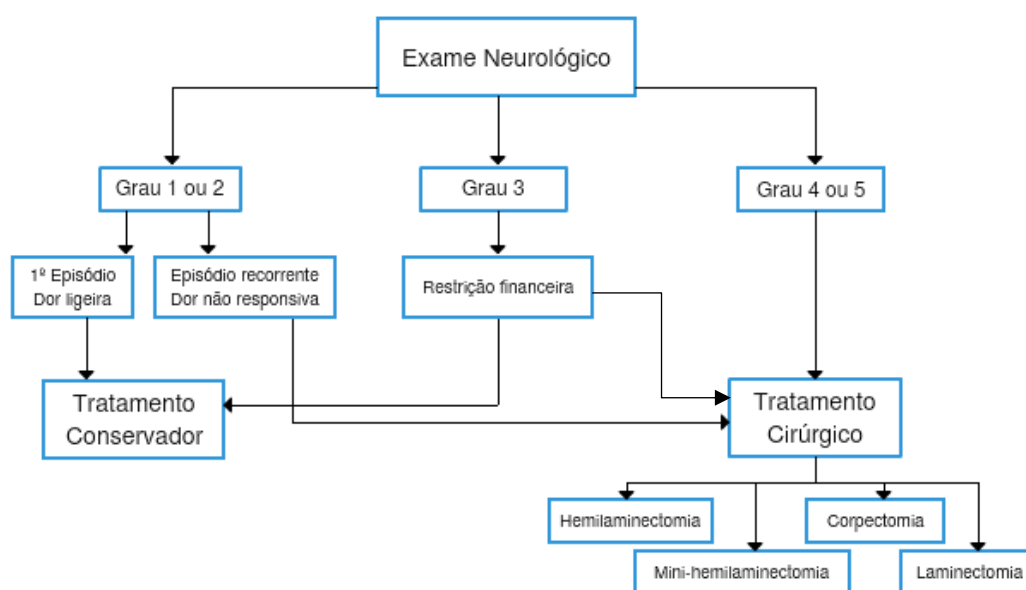 Exame Neurológico
Grau 1 ou 2
Grau 3
Grau 4 ou 5
1º Episódio
Dor ligeira
Episódio recorrente
Dor não responsiva
Restrição financeira
Tratamento
Conservador
Tratamento
Cirúrgico
Hemilaminectomia
Corpectomia
Mini-hemilaminectomia
Laminectomia